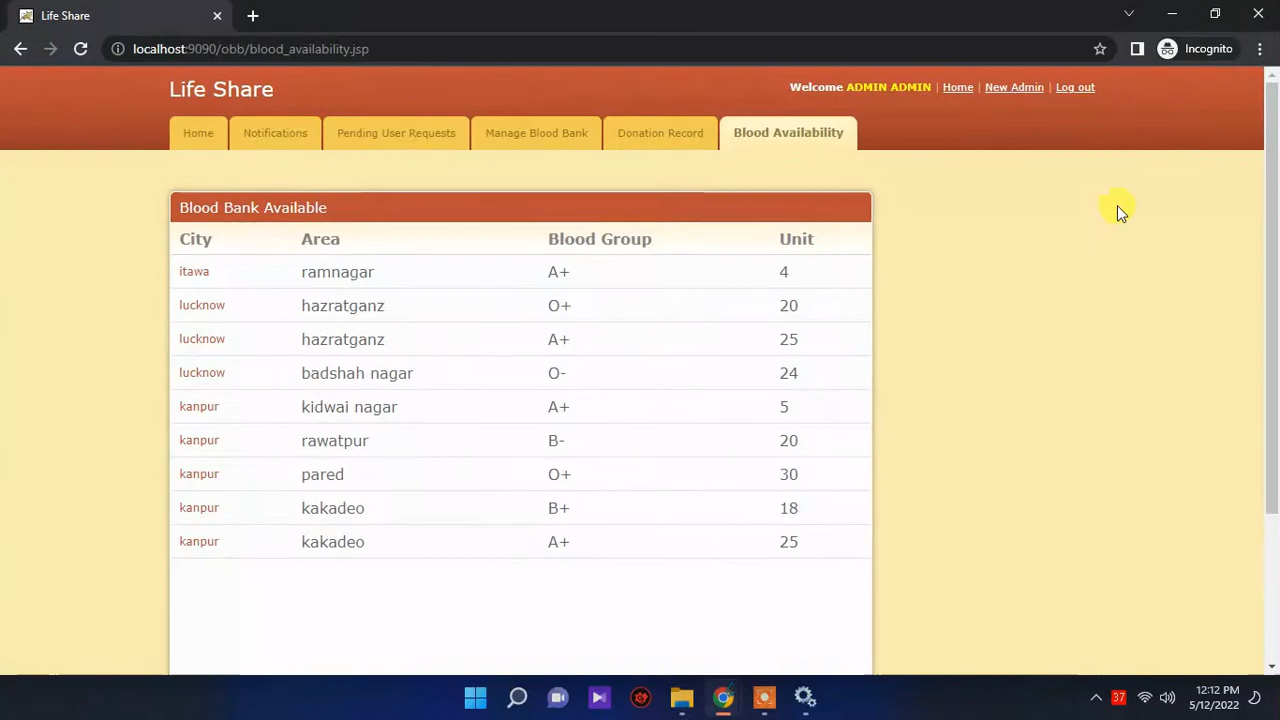 Life Share
localhost:9090/obb/blood_availability.jsp
Incognito
Life Share
Welcome ADMIN ADMIN | Home | New Admin | Log out
Home
Notifications
Pending User Requests
Manage Blood Bank
Donation Record
Blood Availability
Blood Bank Available
City Area Blood Group Unit
itawa ramnagar A+ 4
lucknow hazratganz O+ 20
lucknow hazratganz A+ 25
lucknow badshah nagar O- 24
kanpur kidwai nagar A+ 5
kanpur rawatpur B- 20
kanpur pared O+ 30
kanpur kakadeo B+ 18
kanpur kakadeo A+ 25
37
12:12 PM
5/12/2022